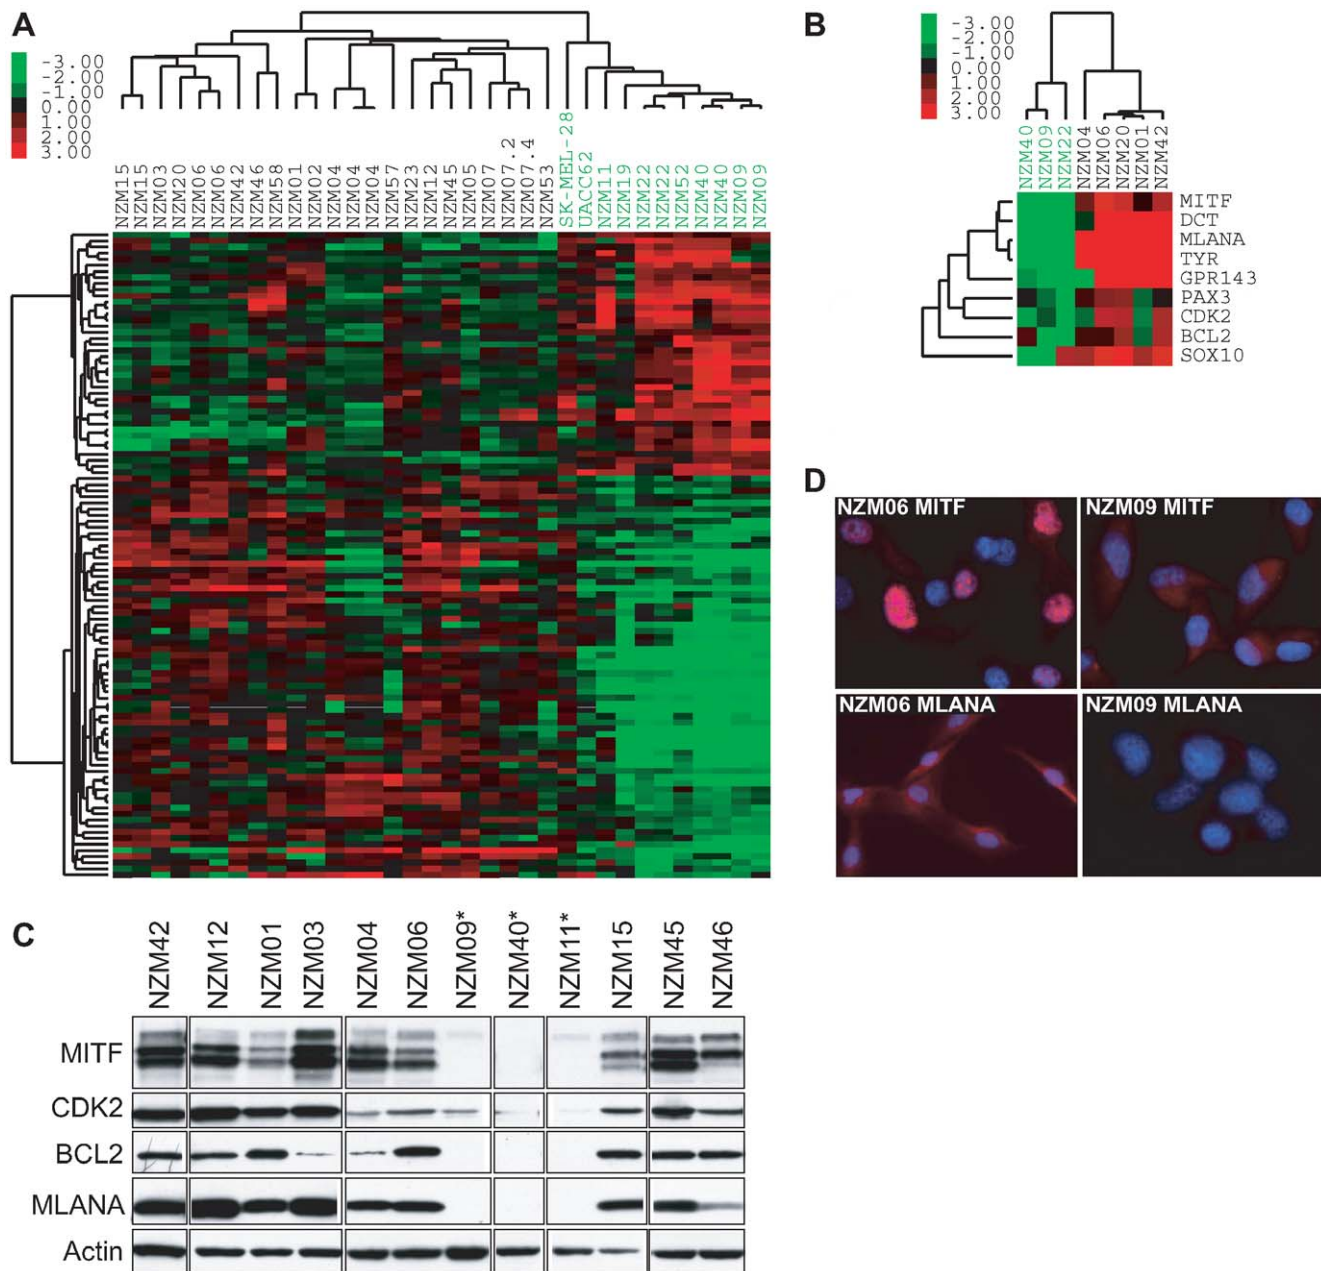 A
-3.00
-2.00
-1.00
0.00
1.00
2.00
3.00
NZM15
NZM15
NZM03
NZM20
NZM06
NZM06
NZM42
NZM46
NZM58
NZM01
NZM02
NZM04
NZM04
NZM04
NZM57
NZM23
NZM12
NZM45
NZM05
NZM07
NZM07.2
NZM07.4
NZM53
SK-MEL-28
UACC62
NZM11
NZM19
NZM22
NZM22
NZM52
NZM40
NZM40
NZM09
NZM09
B
-3.00
-2.00
-1.00
0.00
1.00
2.00
3.00
NZM40
NZM09
NZM22
NZM04
NZM06
NZM20
NZM01
NZM42
MITF
DCT
MLANA
TYR
GPR143
PAX3
CDK2
BCL2
SOX10
C
NZM42
NZM12
NZM01
NZM03
NZM04
NZM06
NZM09*
NZM40*
NZM11*
NZM15
NZM45
NZM46
MITF
CDK2
BCL2
MLANA
Actin
D
NZM06 MITF
NZM09 MITF
NZM06 MLANA
NZM09 MLANA